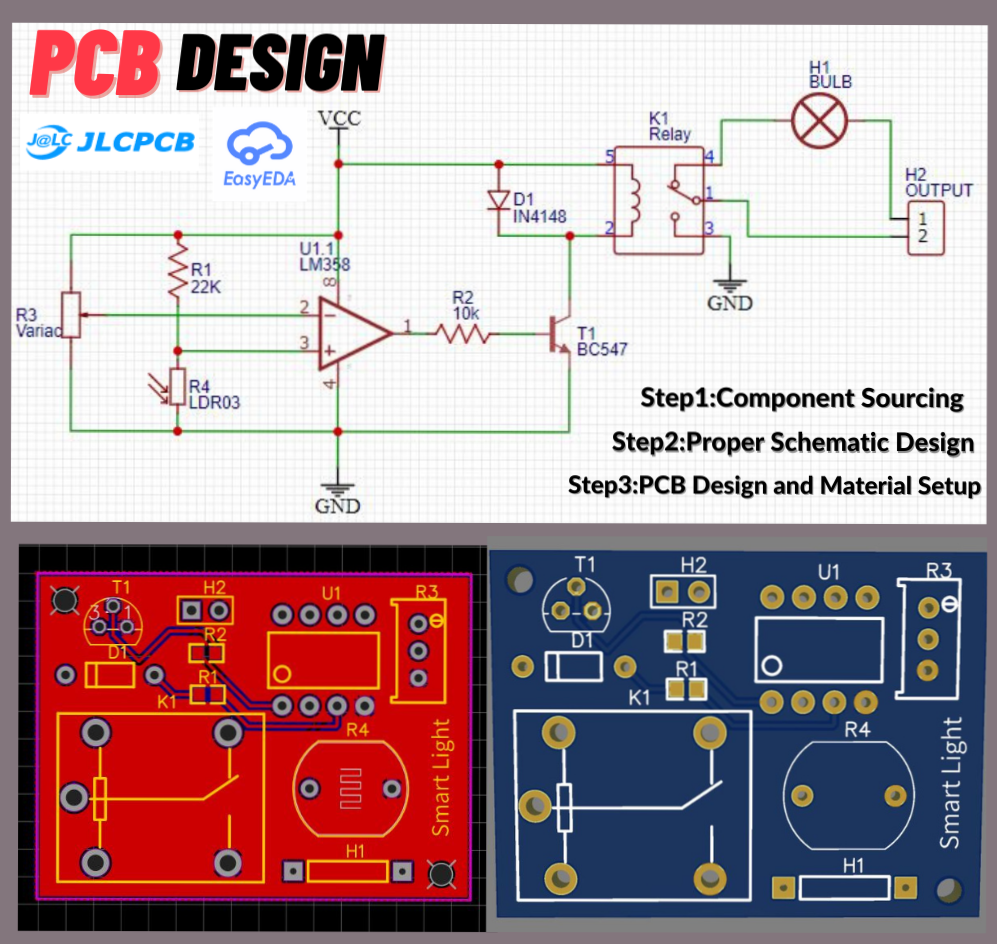 PCB DESIGN
J@LC JLCPCB
EasyEDA
VCC
H1
BULB
K1
Relay
5
4
D1
IN4148
1
H2
OUTPUT
1
2
2
3
GND
U1.1
LM358
8
R1
22K
R3
Variac
2
R2
10k
1
3
T1
BC547
4
R4
LDR03
GND
Step1:Component Sourcing
Step2:Proper Schematic Design
Step3:PCB Design and Material Setup
T1
H2
U1
R3
3 1
R2
D1
R1
K1
R4
Smart Light
H1
T1
H2
U1
R3
R2
D1
R1
K1
R4
Smart Light
H1